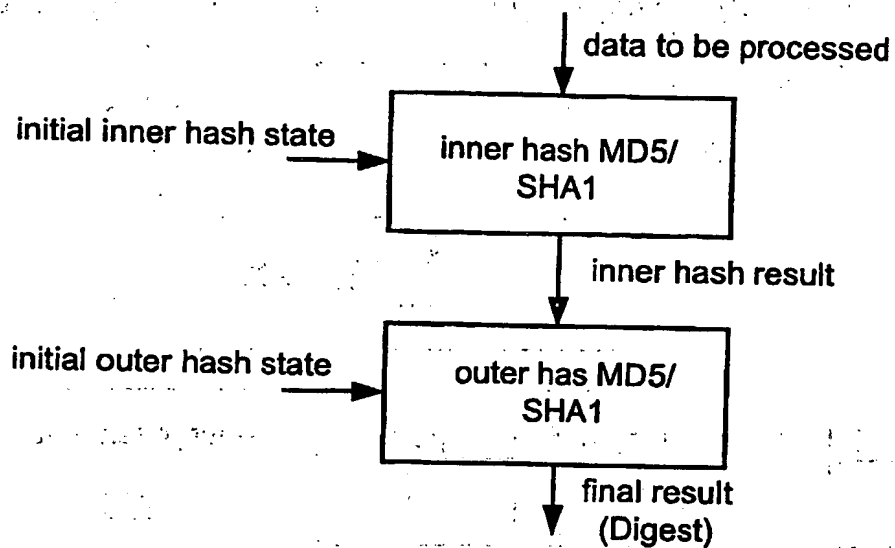 data to be processed
initial inner hash state
inner hash MD5/
SHA1
inner hash result
initial outer hash state
outer has MD5/
SHA1
final result
(Digest)